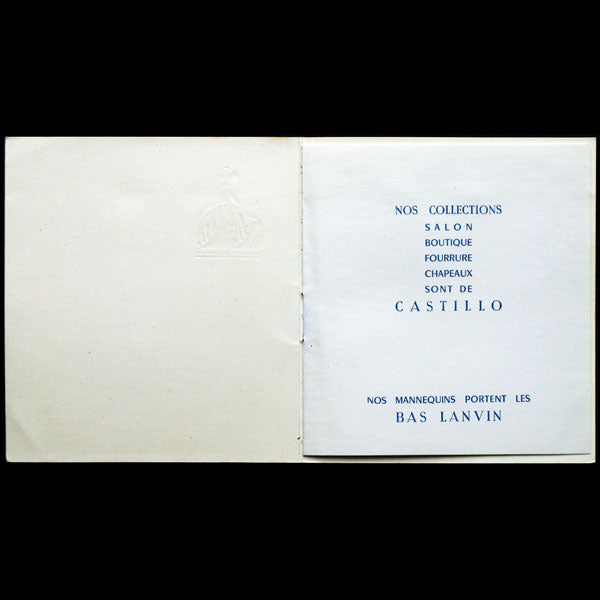 NOS COLLECTIONS
SALON
BOUTIQUE
FOURRURE
CHAPEAUX
SONT DE
CASTILLO
NOS MANNEQUINS PORTENT LES
BAS LANVIN